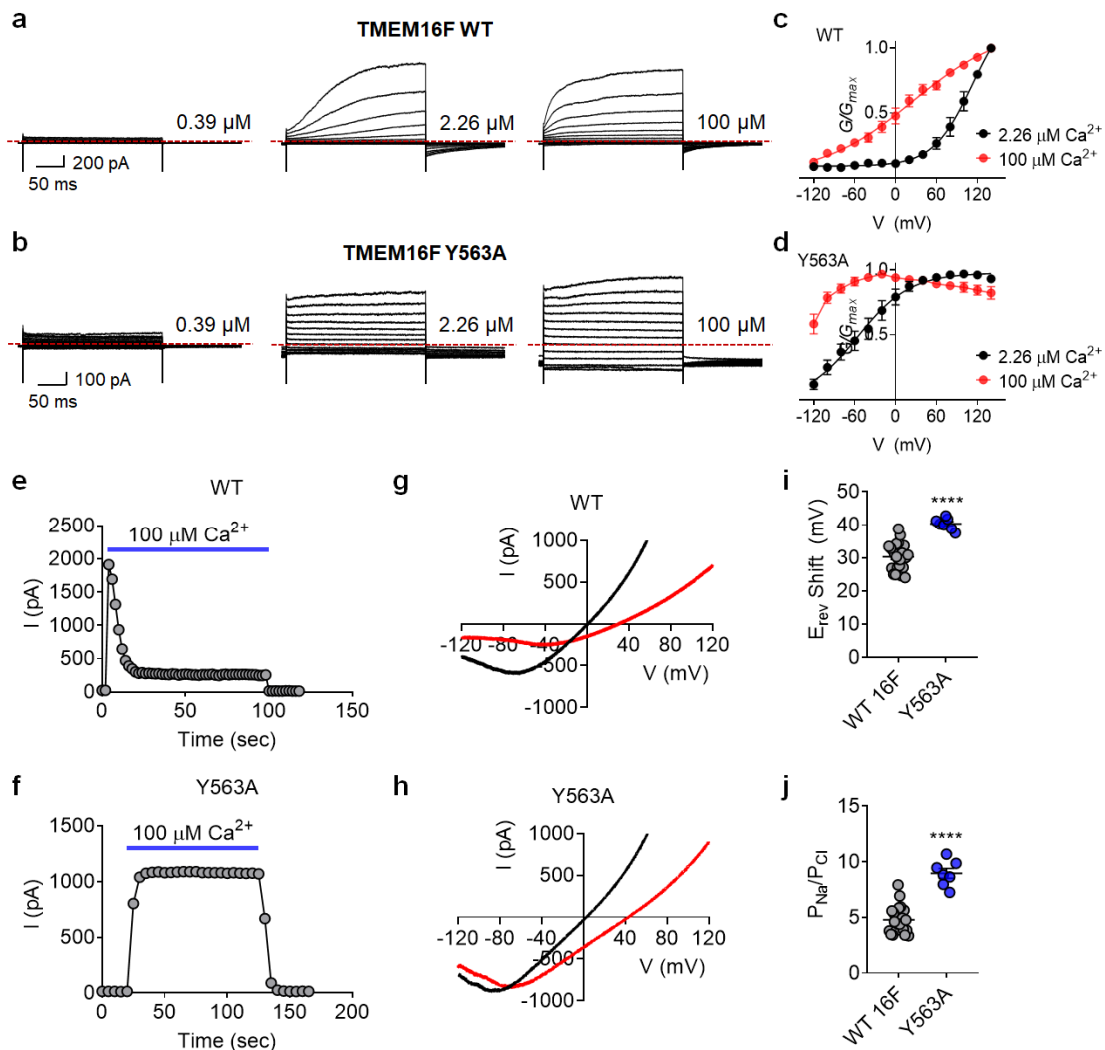 a
TMEM16F WT
0.39 µM
2.26 µM
100 µM
200 pA
50 ms
b
TMEM16F Y563A
0.39 µM
2.26 µM
100 µM
100 pA
50 ms
c
WT
1.0
0.5
G/Gmax
2.26 µM Ca2+
100 µM Ca2+
-120 -60 0 60 120
V (mV)
d
Y563A
1.0
0.5
G/Gmax
2.26 µM Ca2+
100 µM Ca2+
-120 -60 0 60 120
V (mV)
e
WT
100 µM Ca2+
I (pA)
2500
2000
1500
1000
500
0
0 50 100 150
Time (sec)
f
Y563A
100 µM Ca2+
I (pA)
1500
1000
500
0
0 50 100 150 200
Time (sec)
g
WT
I (pA)
1000
500
-120 -80 -40 40 80 120
-500
V (mV)
-1000
h
Y563A
I (pA)
1000
500
-120 -80 -40 0 40 80 120
-500
V (mV)
-1000
i
Erev Shift (mV)
50
40
30
20
10
0
****
WT 16F
Y563A
j
PNa/PCl
15
10
5
0
****
WT 16F
Y563A